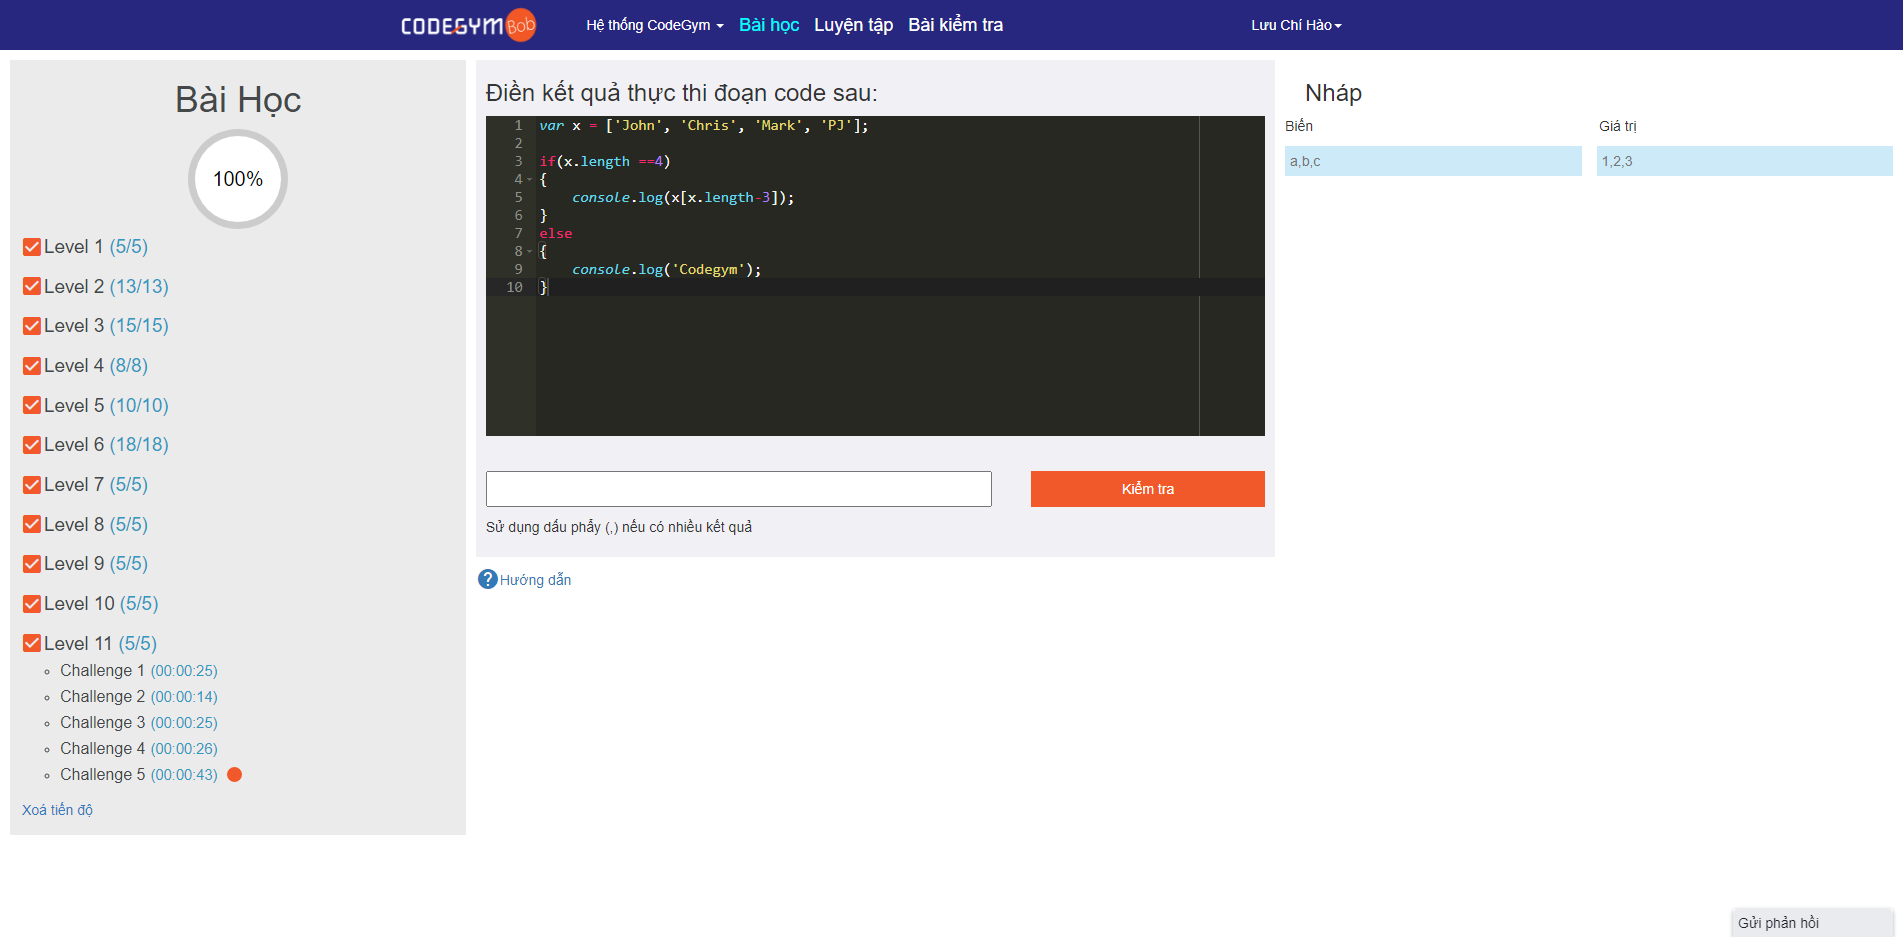 CODEGYM Bob
Hệ thống CodeGym
Bài học
Luyện tập
Bài kiểm tra
Lưu Chí Hào
Bài Học
100%
Level 1 (5/5)
Level 2 (13/13)
Level 3 (15/15)
Level 4 (8/8)
Level 5 (10/10)
Level 6 (18/18)
Level 7 (5/5)
Level 8 (5/5)
Level 9 (5/5)
Level 10 (5/5)
Level 11 (5/5)
Challenge 1 (00:00:25)
Challenge 2 (00:00:14)
Challenge 3 (00:00:25)
Challenge 4 (00:00:26)
Challenge 5 (00:00:43)
Xoá tiến độ
Điền kết quả thực thi đoạn code sau:
1 var x = ['John', 'Chris', 'Mark', 'PJ'];
2
3 if(x.length ==4)
4 {
5 console.log(x[x.length-3]);
6 }
7 else
8 {
9 console.log('Codegym');
10 }
Kiểm tra
Sử dụng dấu phẩy (,) nếu có nhiều kết quả
? Hướng dẫn
Nháp
Biến
Giá trị
a,b,c
1,2,3
Gửi phản hồi